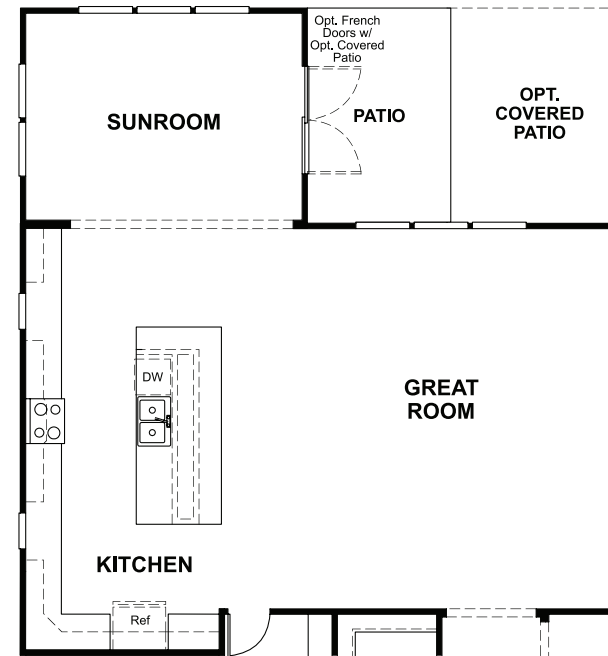 Opt. French
Doors w/
Opt. Covered
Patio
SUNROOM
PATIO
OPT.
COVERED
PATIO
DW
GREAT
ROOM
KITCHEN
Ref